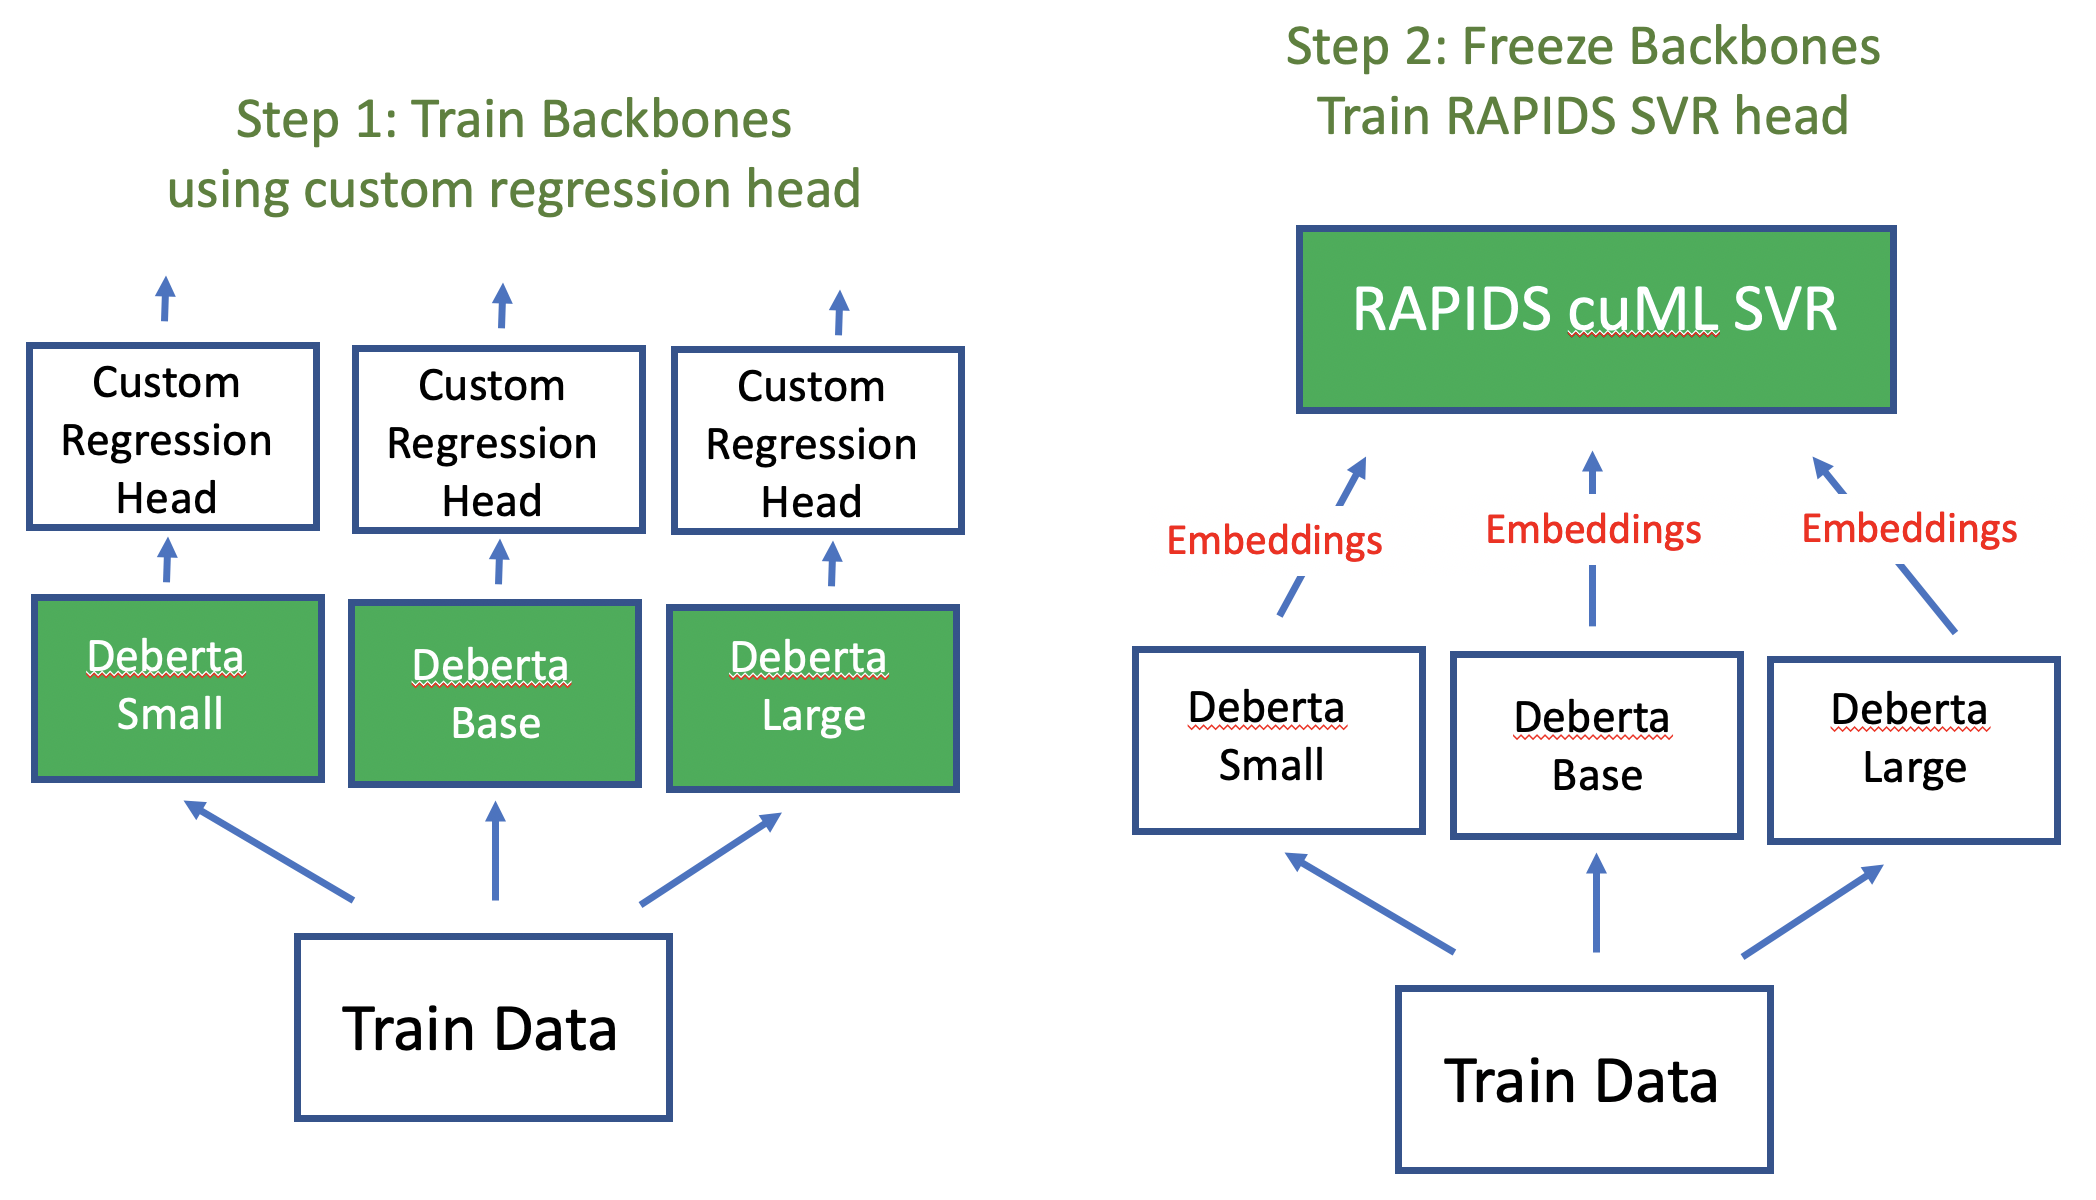 Step 1: Train Backbones
using custom regression head
Custom
Regression
Head
Custom
Regression
Head
Custom
Regression
Head
Deberta
Small
Deberta
Base
Deberta
Large
Train Data
Step 2: Freeze Backbones
Train RAPIDS SVR head
RAPIDS cuML SVR
Embeddings
Embeddings
Embeddings
Deberta
Small
Deberta
Base
Deberta
Large
Train Data